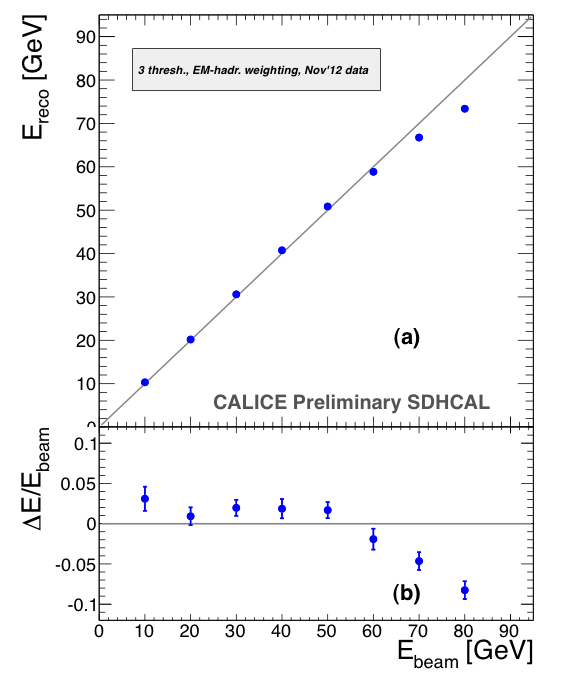 E_reco [GeV]
90
80
70
60
50
40
30
20
10
0
3 thresh., EM-hadr. weighting, Nov'12 data
(a)
CALICE Preliminary SDHCAL
ΔE/E_beam
0.1
0.05
0
-0.05
-0.1
(b)
0 10 20 30 40 50 60 70 80 90
E_beam [GeV]